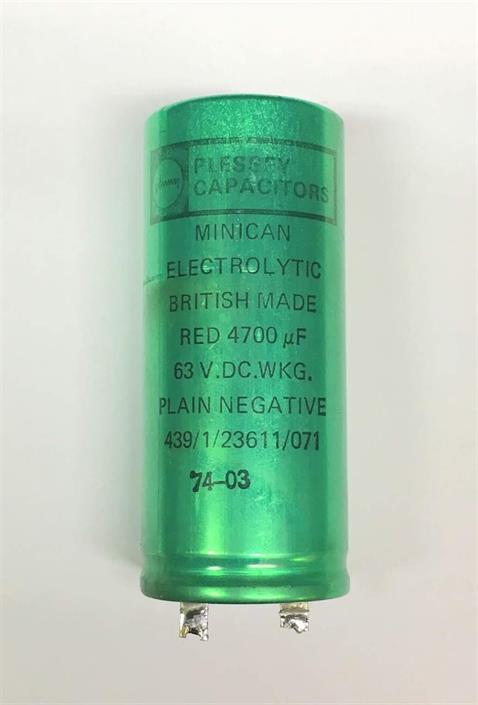 PLESSEY
CAPACITORS
MINICAN
ELECTROLYTIC
BRITISH MADE
RED 4700 µF
63 V.DC.WKG.
PLAIN NEGATIVE
439/1/23611/071
74-03